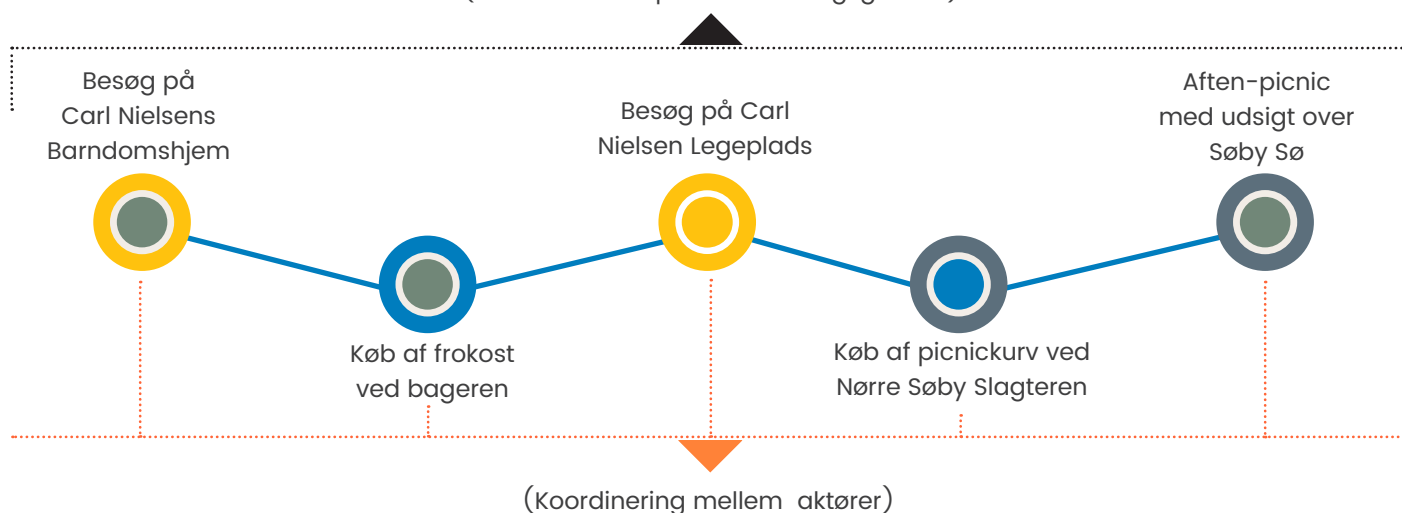 Besøg på
Carl Nielsens
Barndomshjem
Køb af frokost
ved bageren
Besøg på Carl
Nielsen Legeplads
Køb af picnickurv ved
Nørre Søby Slagteren
Aften-picnic
med udsigt over
Søby Sø
(Koordinering mellem aktører)